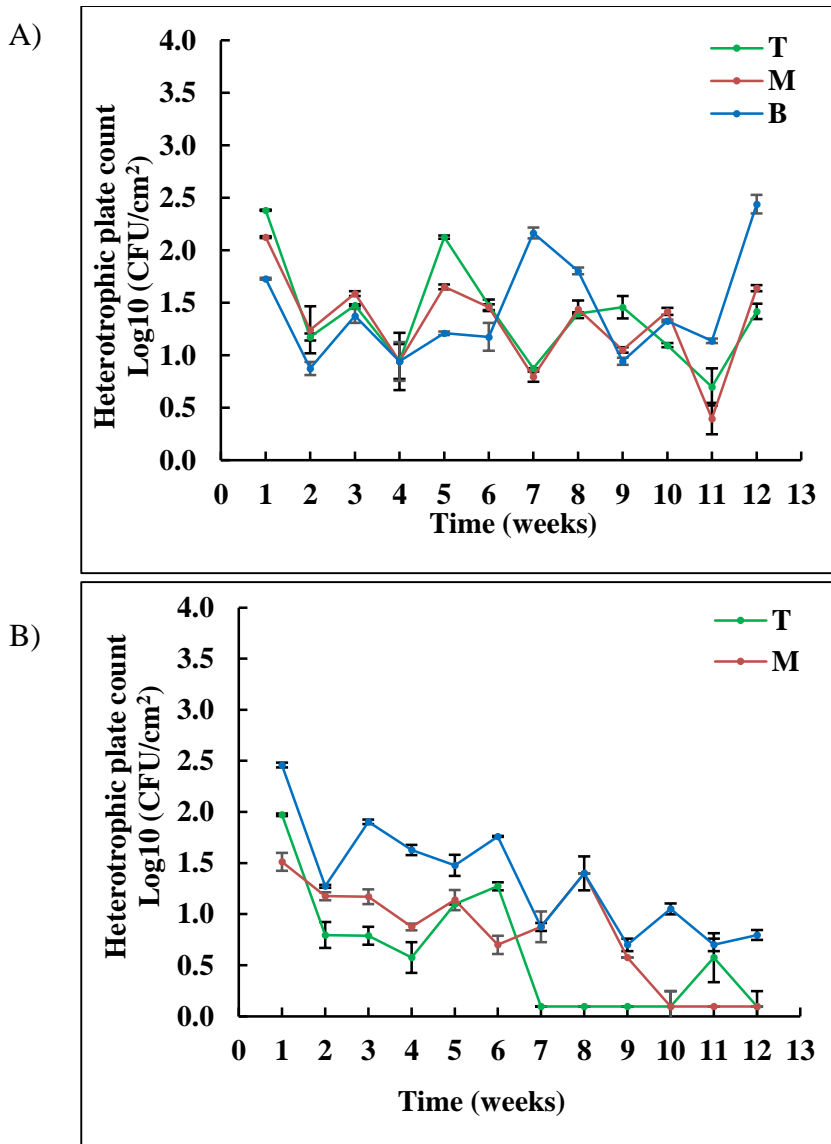 A)
Heterotrophic plate count
Log10 (CFU/cm²)
4.0
3.5
3.0
2.5
2.0
1.5
1.0
0.5
0.0
T
M
B
0 1 2 3 4 5 6 7 8 9 10 11 12 13
Time (weeks)
B)
Heterotrophic plate count
Log10 (CFU/cm²)
4.0
3.5
3.0
2.5
2.0
1.5
1.0
0.5
0.0
T
M
0 1 2 3 4 5 6 7 8 9 10 11 12 13
Time (weeks)